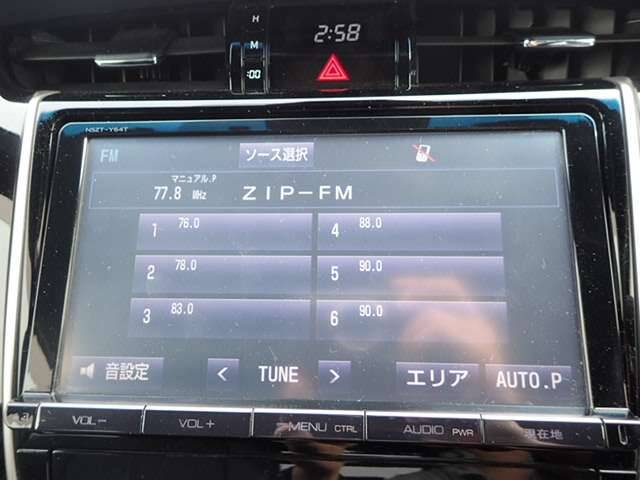 H
2:58
M
:00
NSZT-Y64T
FM
ソース選択
マニュアル.P
77.8 MHz ZIP-FM
1 76.0
4 88.0
2 78.0
5 90.0
3 83.0
6 90.0
音設定
< TUNE >
エリア
AUTO.P
VOL-
VOL+
MENU CTRL
AUDIO PWR
現在地